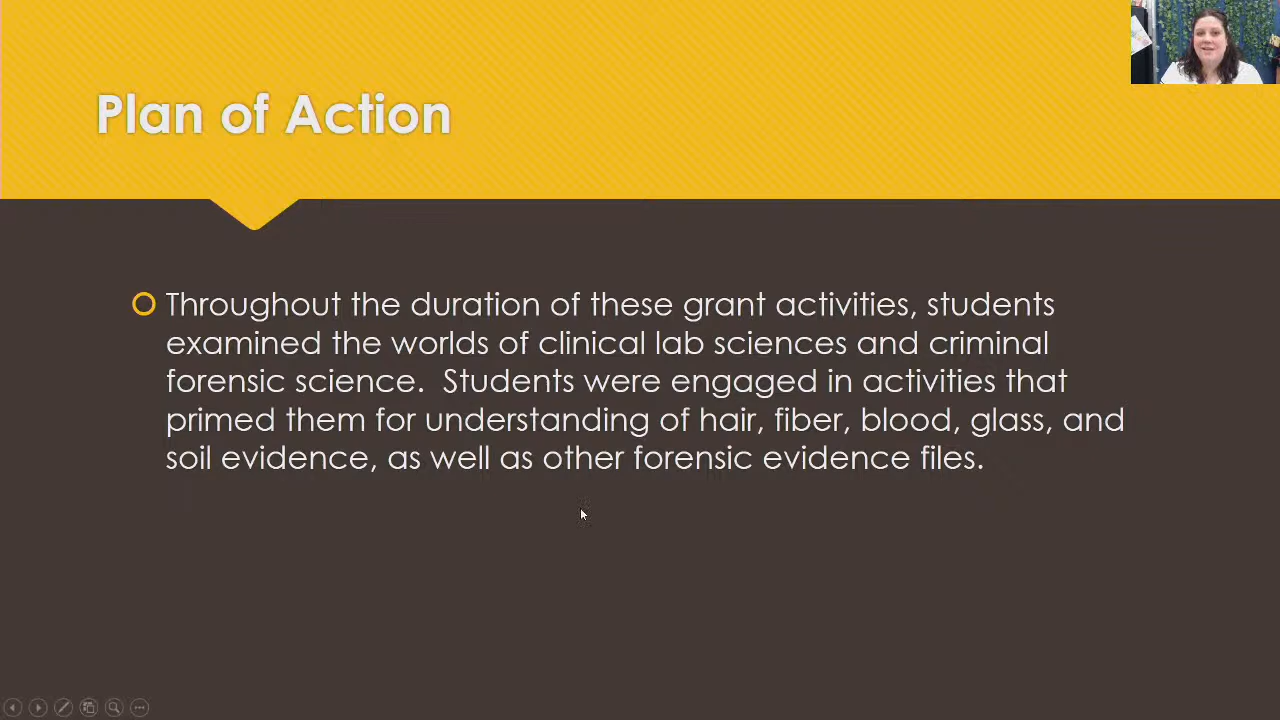 Plan of Action
Throughout the duration of these grant activities, students
examined the worlds of clinical lab sciences and criminal
forensic science.  Students were engaged in activities that
primed them for understanding of hair, fiber, blood, glass, and
soil evidence, as well as other forensic evidence files.